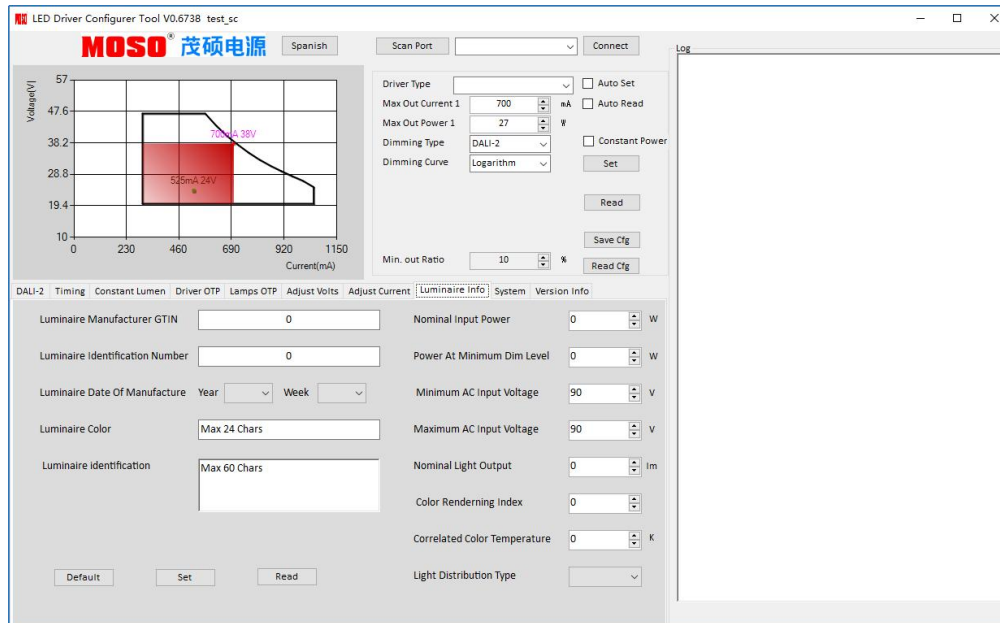 LED Driver Configurer Tool V0.6738 test_sc
MOSO® 茂硕电源
Spanish
Scan Port
Connect
Log
Voltage[V]
57
47.6
38.2
28.8
19.4
10
700mA 38V
525mA 24V
0 230 460 690 920 1150
Current(mA)
Driver Type
Auto Set
Max Out Current 1 700 mA
Auto Read
Max Out Power 1 27 W
Dimming Type DALI-2
Constant Power
Dimming Curve Logarithm
Set
Read
Save Cfg
Min. out Ratio 10 %
Read Cfg
DALI-2 Timing Constant Lumen Driver OTP Lamps OTP Adjust Volts Adjust Current Luminaire Info System Version Info
Luminaire Manufacturer GTIN 0
Luminaire Identification Number 0
Luminaire Date Of Manufacture Year Week
Luminaire Color Max 24 Chars
Luminaire identification Max 60 Chars
Default Set Read
Nominal Input Power 0 W
Power At Minimum Dim Level 0 W
Minimum AC Input Voltage 90 V
Maximum AC Input Voltage 90 V
Nominal Light Output 0 lm
Color Renderning Index 0
Correlated Color Temperature 0 K
Light Distribution Type